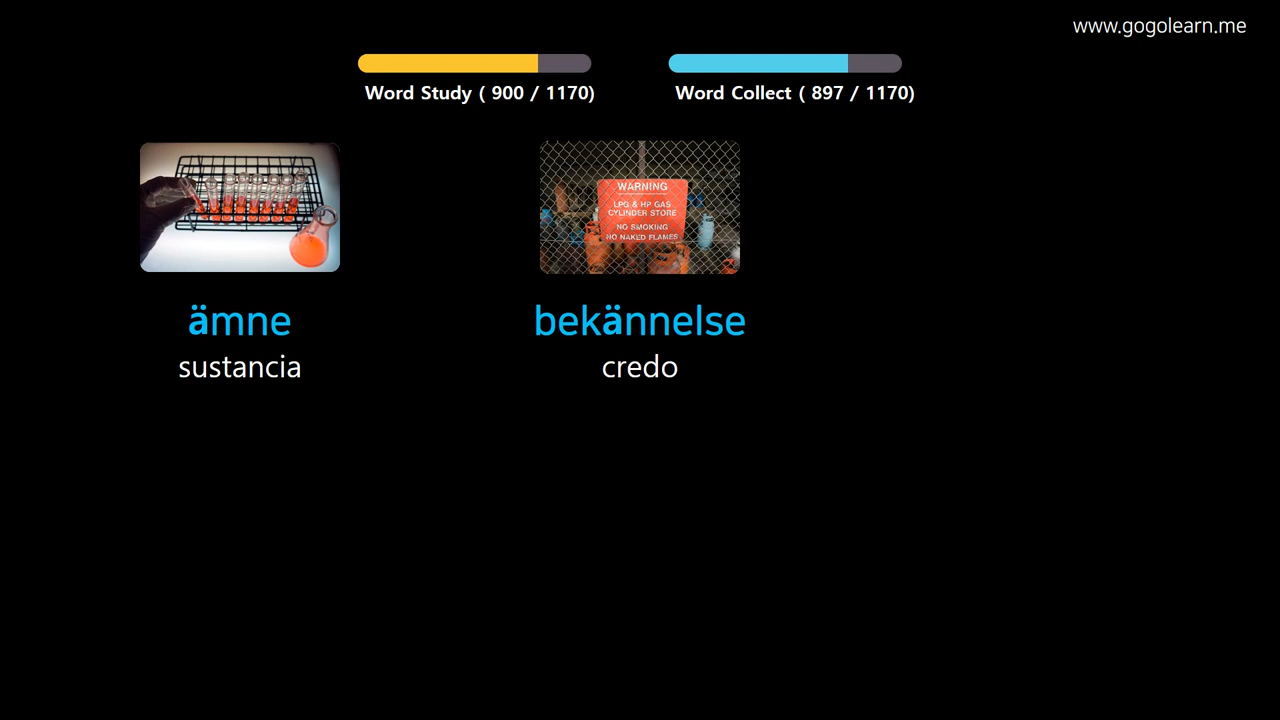 www.gogolearn.me
Word Study ( 900 / 1170)
Word Collect ( 897 / 1170)
WARNING
LPG & HP GAS
CYLINDER STORE
NO SMOKING
NO NAKED FLAMES
ämne
bekännelse
sustancia
credo